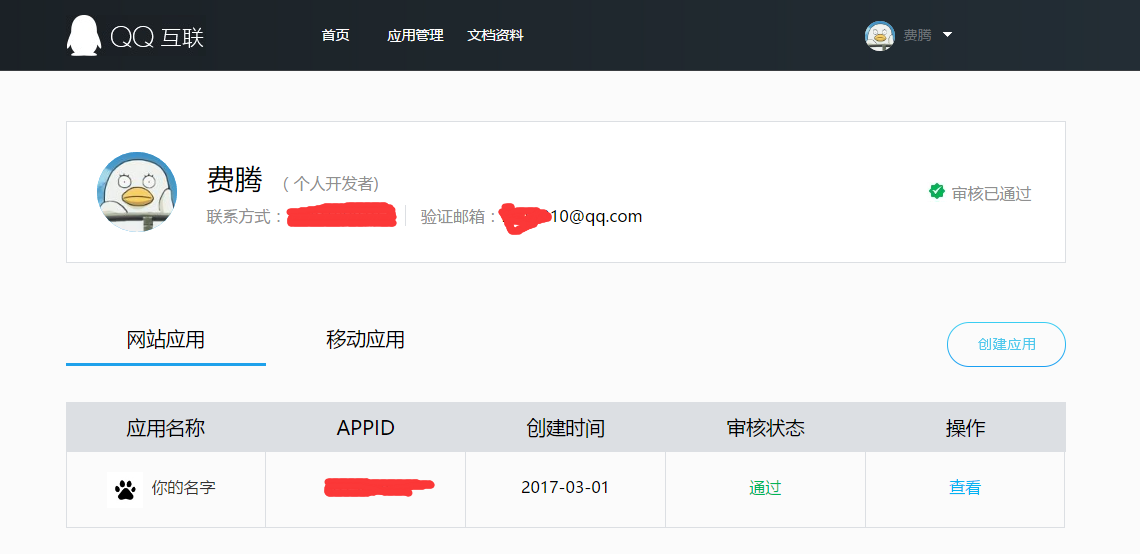 QQ 互联 首页 应用管理 文档资料 费腾
费腾 ( 个人开发者)
审核已通过
联系方式： 验证邮箱： 10@qq.com
网站应用 移动应用 创建应用
应用名称 APPID 创建时间 审核状态 操作
你的名字 2017-03-01 通过 查看